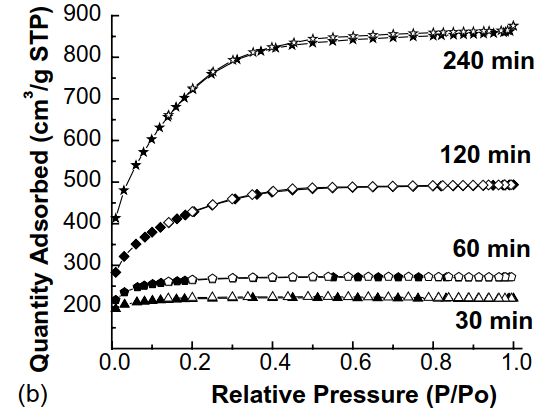 900
800
700
600
500
400
300
200
Quantity Adsorbed (cm³/g STP)
240 min
120 min
60 min
30 min
0.0 0.2 0.4 0.6 0.8 1.0
(b) Relative Pressure (P/Po)